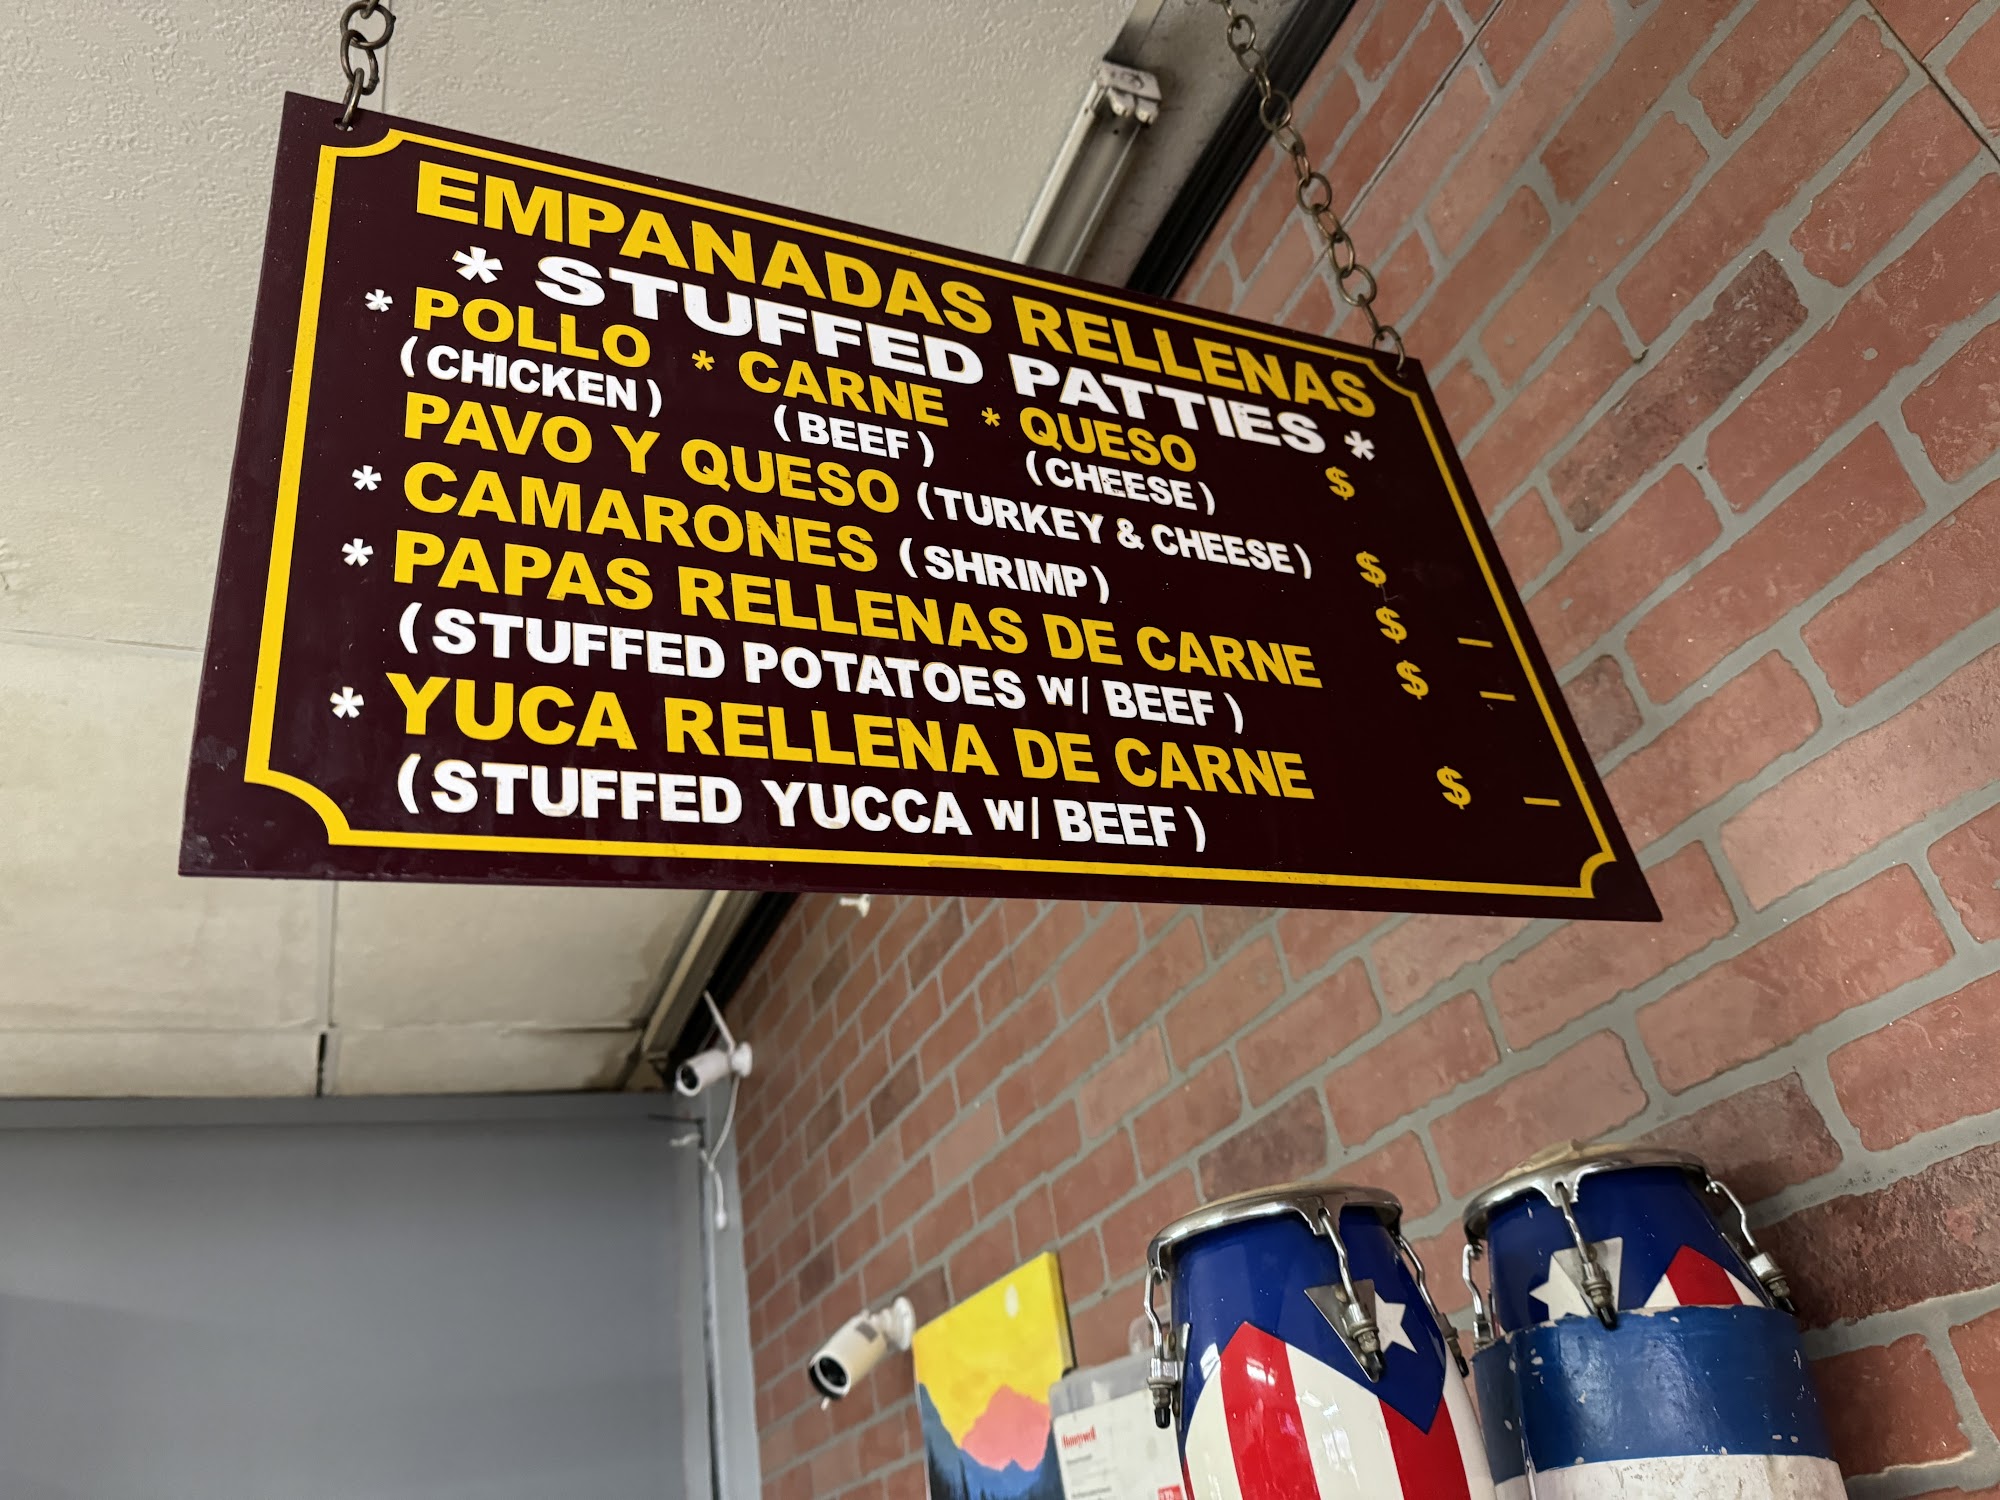 EMPANADAS RELLENAS
* STUFFED PATTIES *
* POLLO * CARNE * QUESO $
(CHICKEN) (BEEF) (CHEESE)
PAVO Y QUESO (TURKEY & CHEESE) $
* CAMARONES (SHRIMP) $ –
* PAPAS RELLENAS DE CARNE $ –
(STUFFED POTATOES W/ BEEF)
* YUCA RELLENA DE CARNE $ –
(STUFFED YUCCA W/ BEEF)
Honeywell